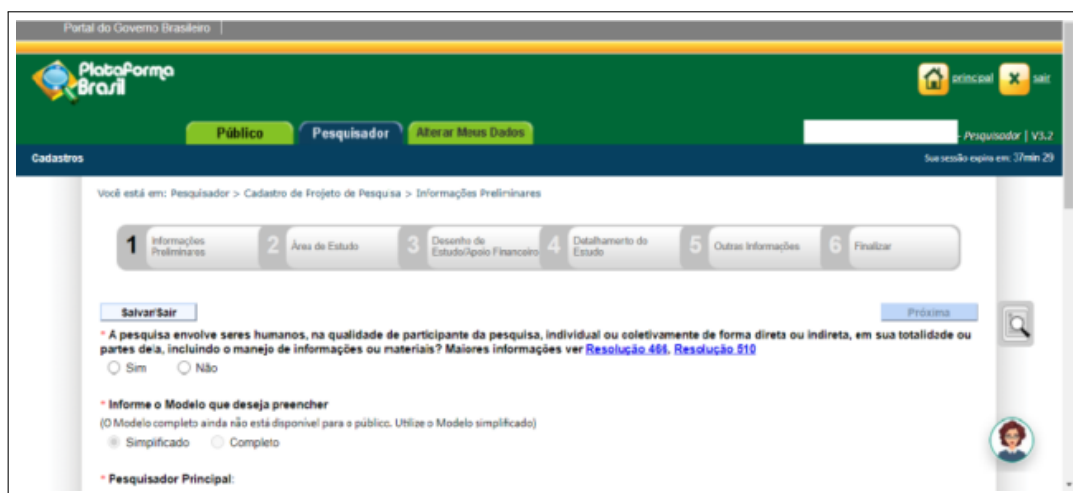 Portal do Governo Brasileiro
Plataforma
Brasil
principal
sair
Público
Pesquisador
Alterar Meus Dados
- Pesquisador | V3.2
Cadastros
Sua sessão expira em: 37min 29
Você está em: Pesquisador > Cadastro de Projeto de Pesquisa > Informações Preliminares
1 Informações
Preliminares
2 Área de Estudo
3 Desenho de
Estudo/Apoio Financeiro
4 Detalhamento do
Estudo
5 Outras Informações
6 Finalizar
Salvar/Sair
Próxima
* A pesquisa envolve seres humanos, na qualidade de participante da pesquisa, individual ou coletivamente de forma direta ou indireta, em sua totalidade ou
partes dela, incluindo o manejo de informações ou materiais? Maiores informações ver Resolução 466, Resolução 510
Sim Não
* Informe o Modelo que deseja preencher
(O Modelo completo ainda não está disponível para o público. Utilize o Modelo simplificado)
Simplificado Completo
* Pesquisador Principal: